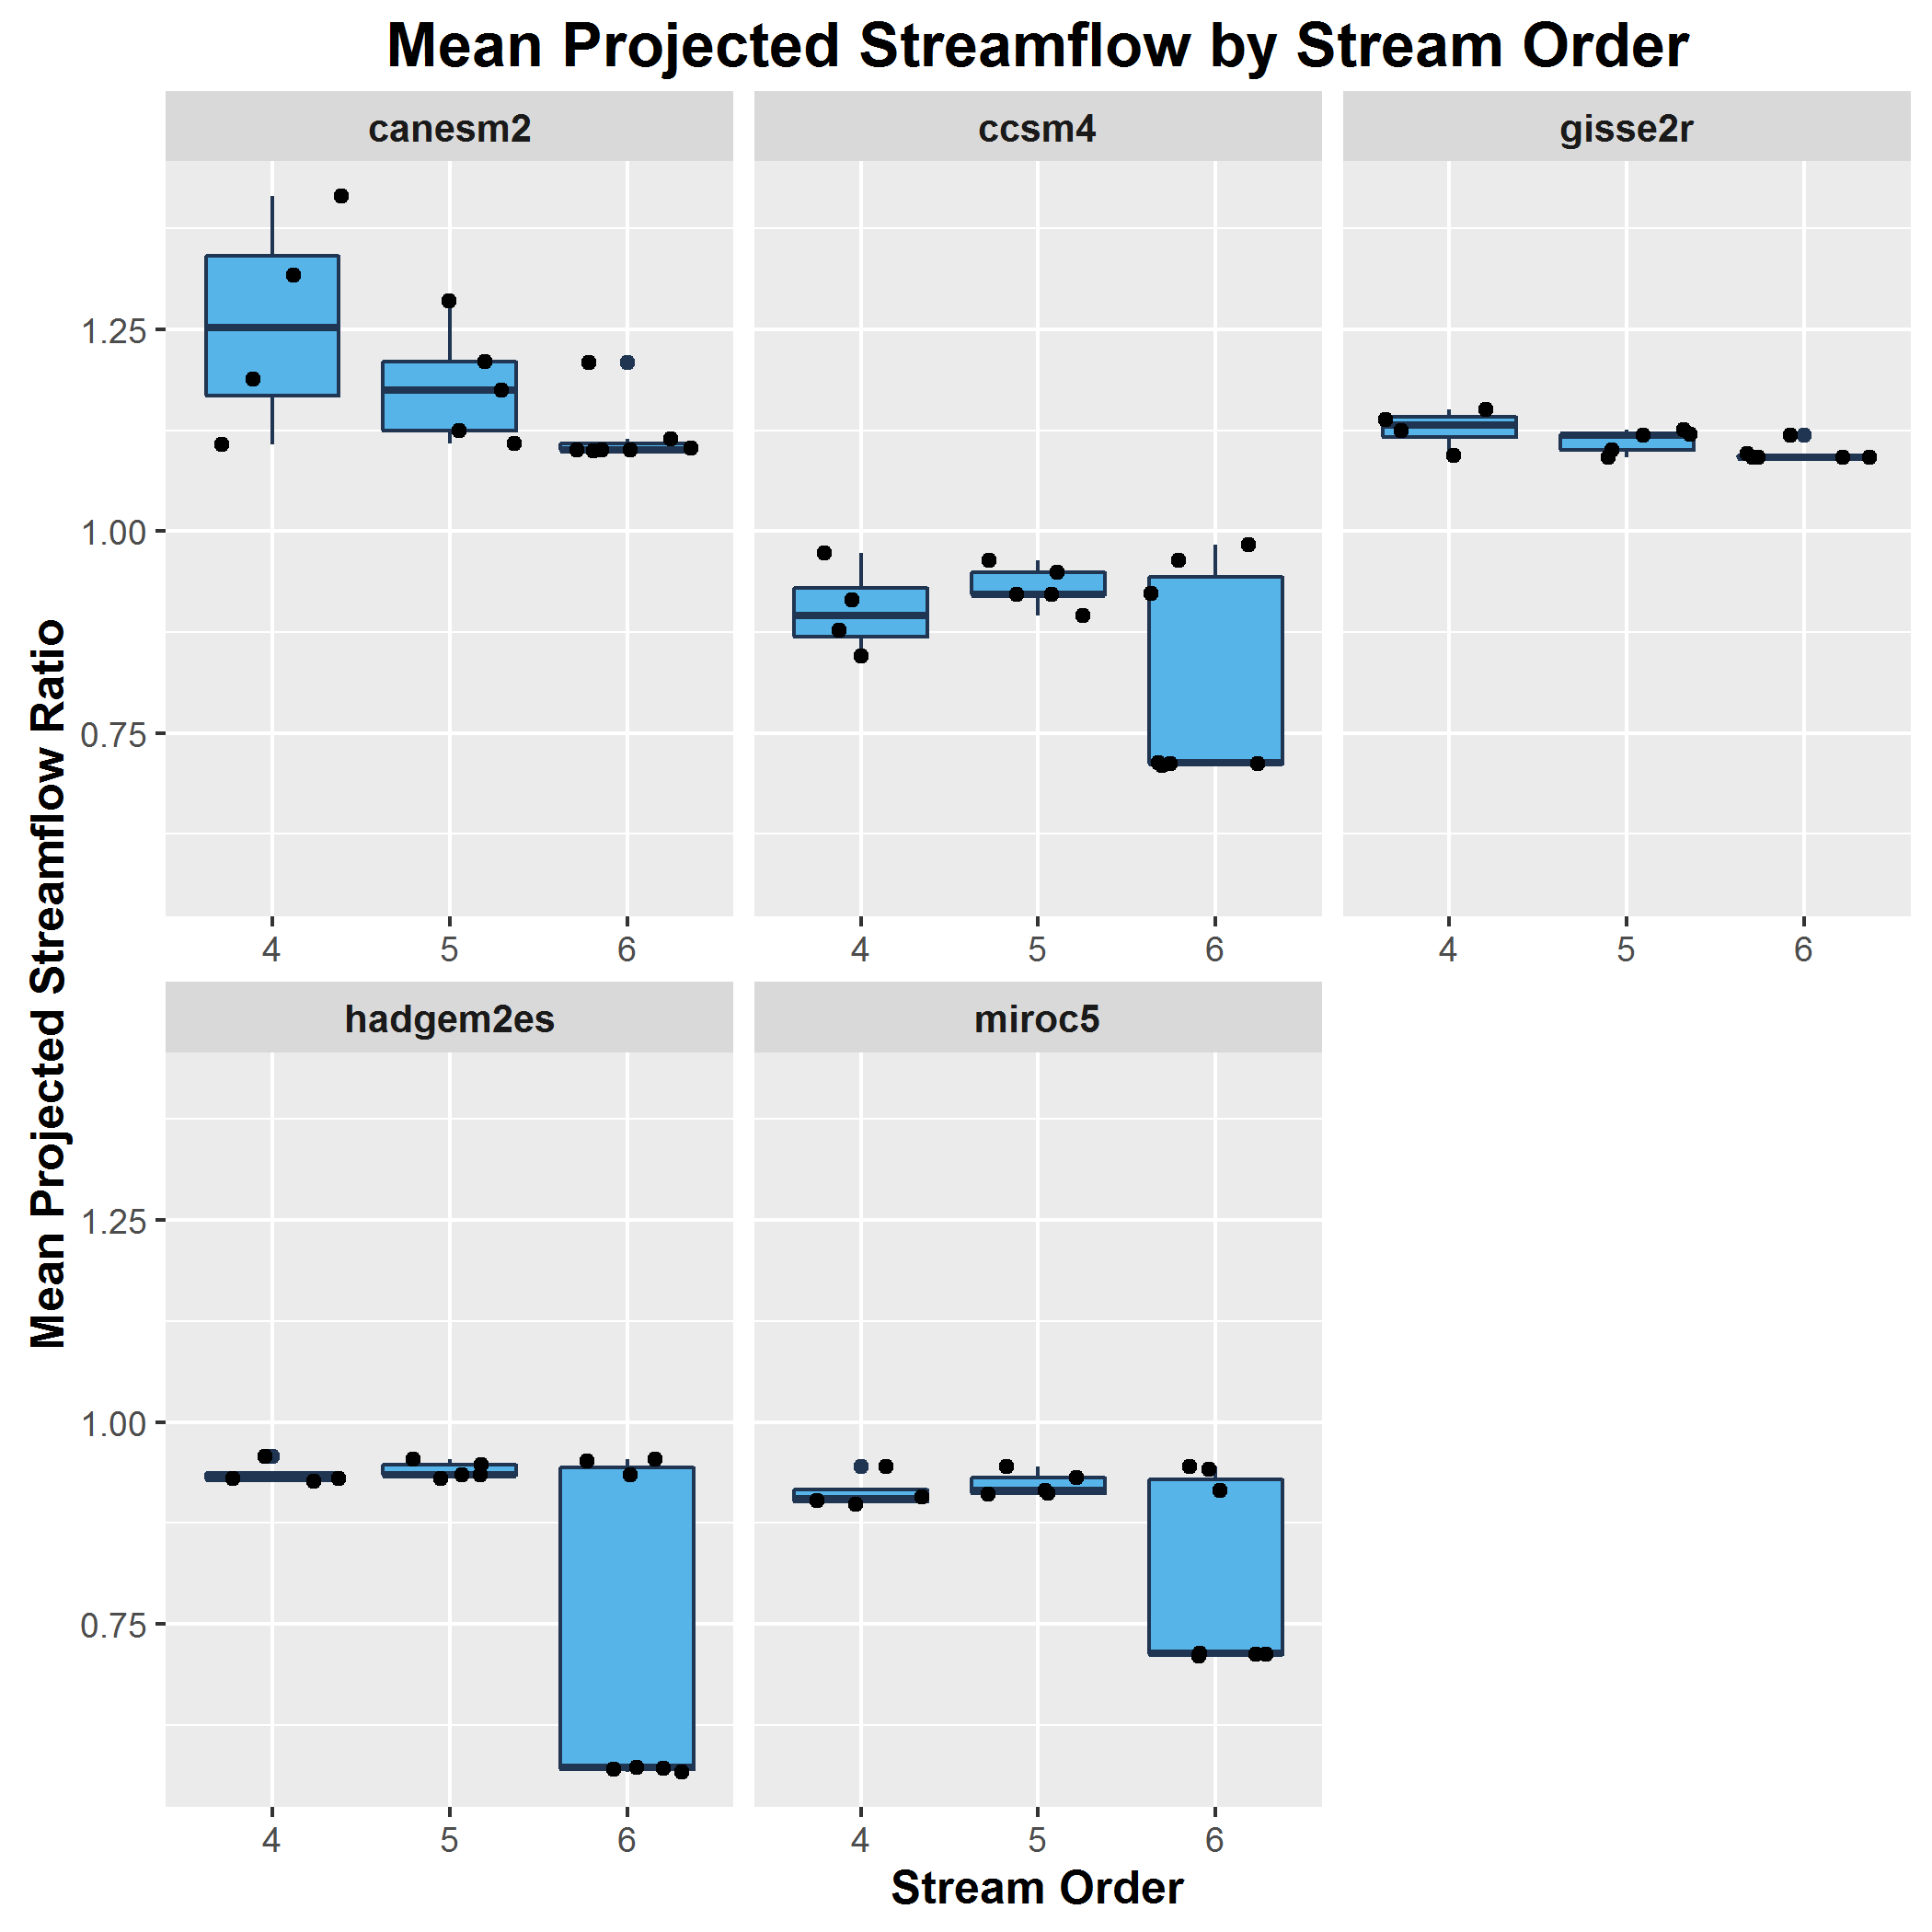 Mean Projected Streamflow by Stream Order
canesm2
ccsm4
gisse2r
1.25
1.00
0.75
4 5 6
4 5 6
4 5 6
Mean Projected Streamflow Ratio
hadgem2es
miroc5
1.25
1.00
0.75
4 5 6
4 5 6
Stream Order